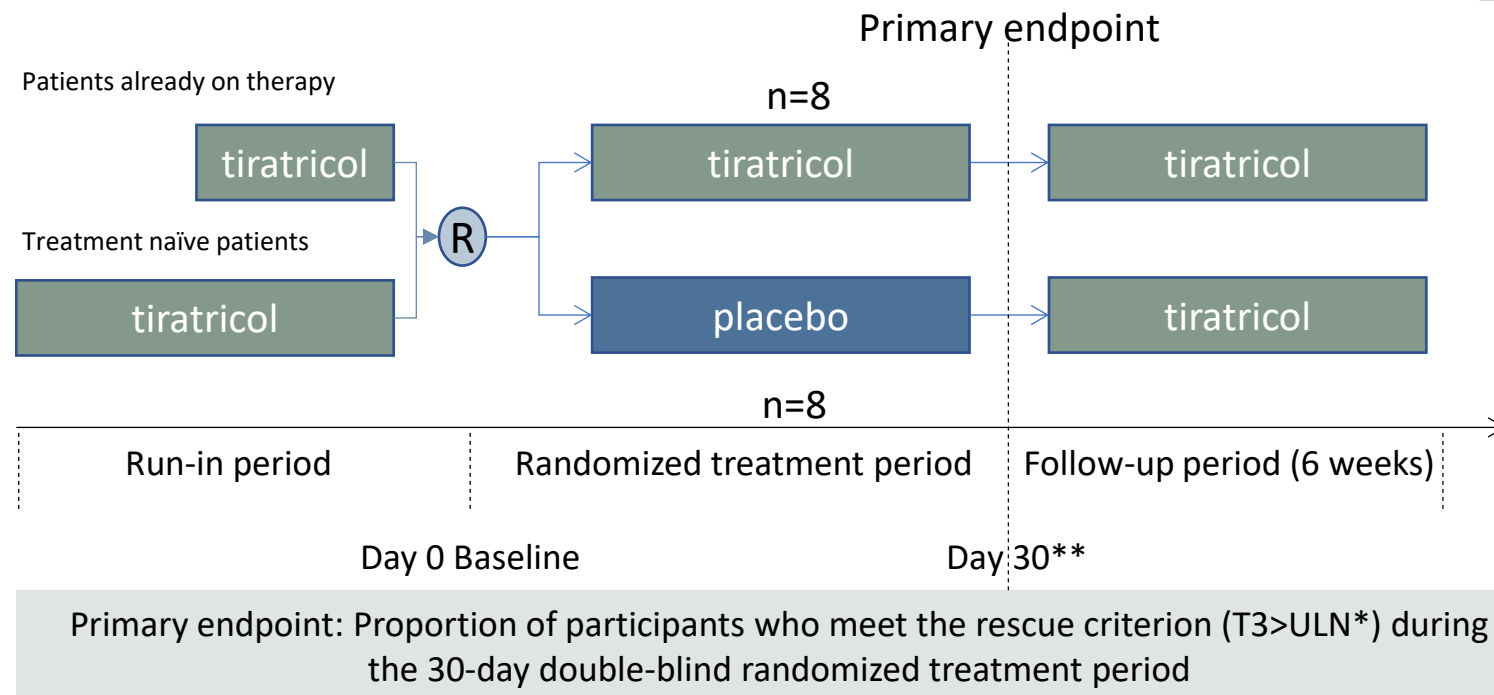 Primary endpoint
Patients already on therapy
n=8
tiratricol
tiratricol
tiratricol
Treatment naïve patients
R
tiratricol
placebo
tiratricol
n=8
Run-in period
Randomized treatment period
Follow-up period (6 weeks)
Day 0 Baseline
Day 30**
Primary endpoint: Proportion of participants who meet the rescue criterion (T3>ULN*) during
the 30-day double-blind randomized treatment period